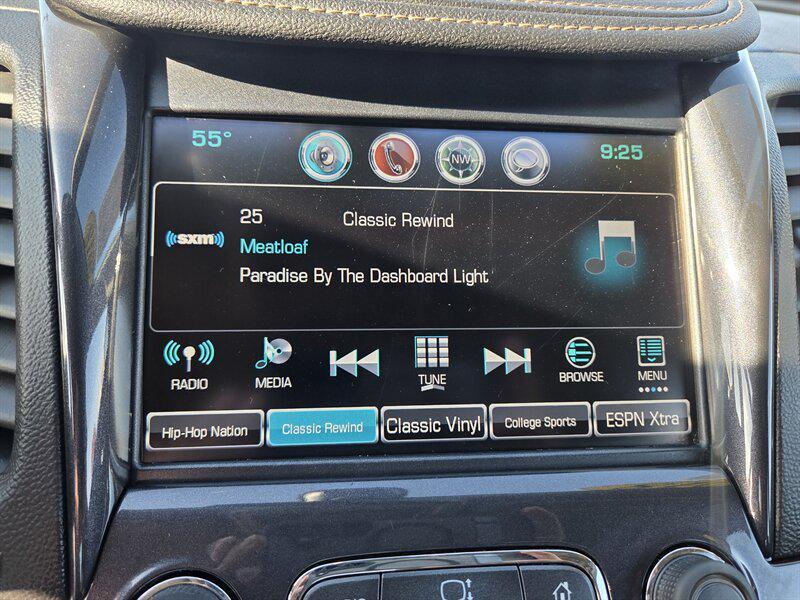 55° NW 9:25
25 Classic Rewind
sxm
Meatloaf
Paradise By The Dashboard Light
RADIO MEDIA TUNE BROWSE MENU
Hip-Hop Nation Classic Rewind Classic Vinyl College Sports ESPN Xtra